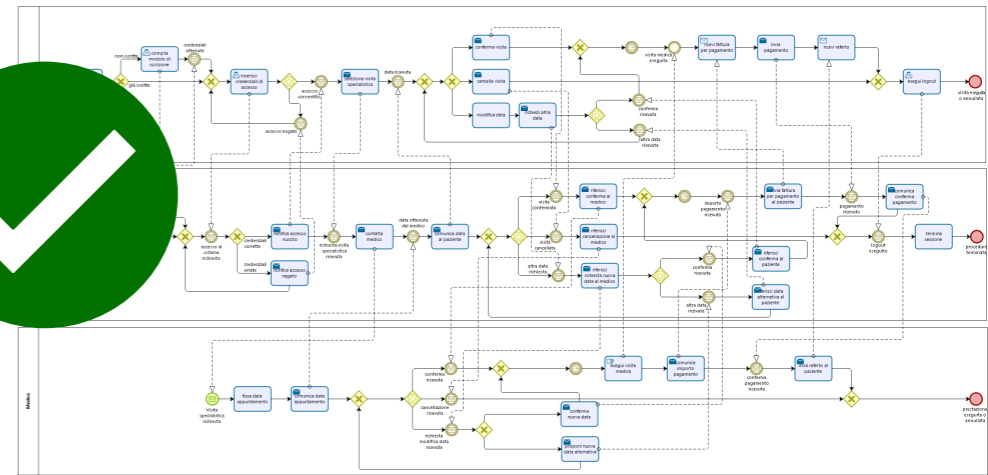 non iscritto
compila
modulo di
iscrizione
credenziali
ottenute
già iscritto
inserisci
credenziali di
accesso
accesso
consentito
accesso negato
seleziona visita
specialistica
data ricevuta
conferma visita
cancella visita
modifica data
richiedi altra
data
conferma
ricevuta
altra data
ricevuta
visita medica
eseguita
ricevi fattura
per pagamento
invia
pagamento
ricevi referto
esegui logout
visita eseguita
o annullata
accesso al
sistema
richiesto
credenziali
corrette
credenziali
errate
notifica accesso
riuscito
notifica accesso
negato
richiesta visita
specialistica
ricevuta
contatta
medico
data ottenuta
dal medico
comunica data
al paziente
visita
confermata
visita
cancellata
altra data
richiesta
riferisci
conferma al
medico
riferisci
cancellazione al
medico
riferisci
richiesta nuova
data al medico
conferma
ricevuta
altra data
ricevuta
importo
pagamento
ricevuto
invia fattura
per pagamento
al paziente
riferisci
conferma al
paziente
riferisci data
alternativa al
paziente
pagamento
ricevuto
comunica
conferma
pagamento
logout
eseguito
termina
sessione
procedura
terminata
Medico
Visita
specialistica
richiesta
fissa data
appuntamento
comunica data
appuntamento
conferma
ricevuta
cancellazione
ricevuta
richiesta
modifica data
ricevuta
conferma
nuova data
proponi nuova
data alternativa
esegui visita
medica
comunica
importo
pagamento
conferma
pagamento
ricevuto
invia referto al
paziente
prestazione
eseguita o
annullata